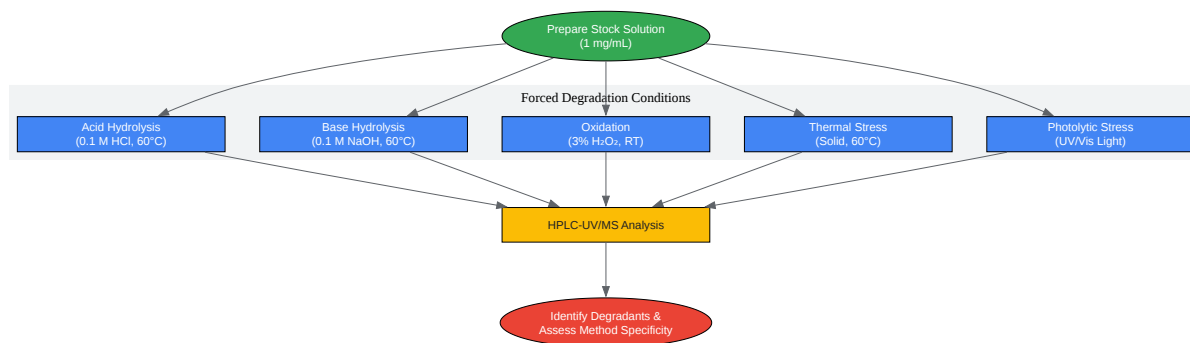 Prepare Stock Solution
(1 mg/mL)
Forced Degradation Conditions
Acid Hydrolysis
(0.1 M HCl, 60°C)
Base Hydrolysis
(0.1 M NaOH, 60°C)
Oxidation
(3% H₂O₂, RT)
Thermal Stress
(Solid, 60°C)
Photolytic Stress
(UV/Vis Light)
HPLC-UV/MS Analysis
Identify Degradants &
Assess Method Specificity